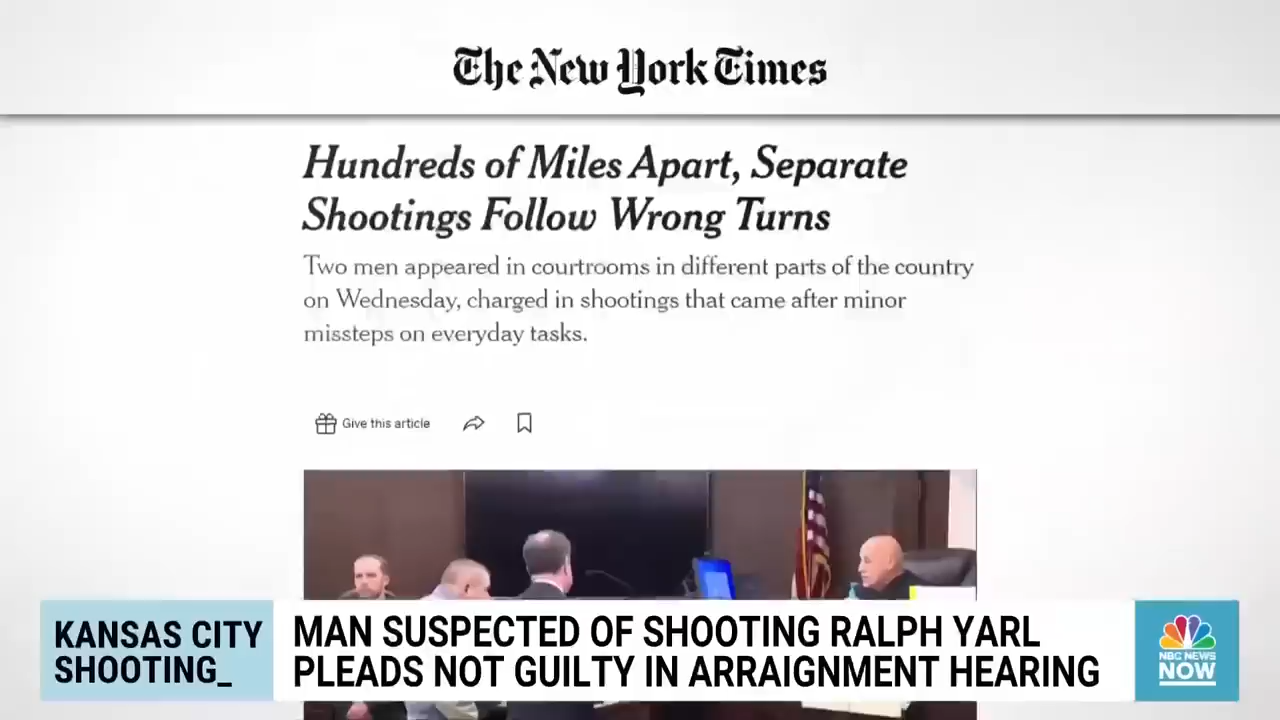 The New York Times
Hundreds of Miles Apart, Separate
Shootings Follow Wrong Turns
Two men appeared in courtrooms in different parts of the country
on Wednesday, charged in shootings that came after minor
missteps on everyday tasks.
Give this article
KANSAS CITY
SHOOTING_
MAN SUSPECTED OF SHOOTING RALPH YARL
PLEADS NOT GUILTY IN ARRAIGNMENT HEARING
NBC NEWS
NOW